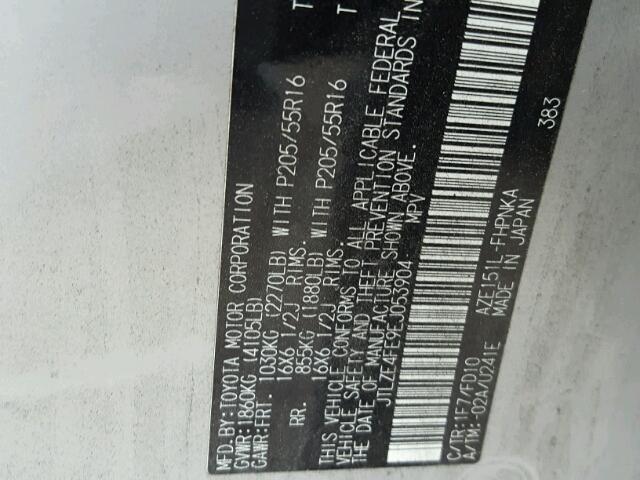 MFD.BY:TOYOTA MOTOR CORPORATION
GVWR:1860KG (4105LB)
GAWR:FRT. 1030KG (2270LB) WITH P205/55R16 T
16X6 1/2J RIMS.
RR. 855KG (1880LB) WITH P205/55R16 T
16X6 1/2J RIMS.
THIS VEHICLE CONFORMS TO ALL APPLICABLE FEDERAL
VEHICLE SAFETY AND THEFT PREVENTION STANDARDS IN
THE DATE OF MANUFACTURE SHOWN ABOVE.
JTLZE4FE9EJ053904 MPV
C/TR:1F7/FD10 AZE151L-FHPNKA
A/TM:-02A/U241E MADE IN JAPAN
383